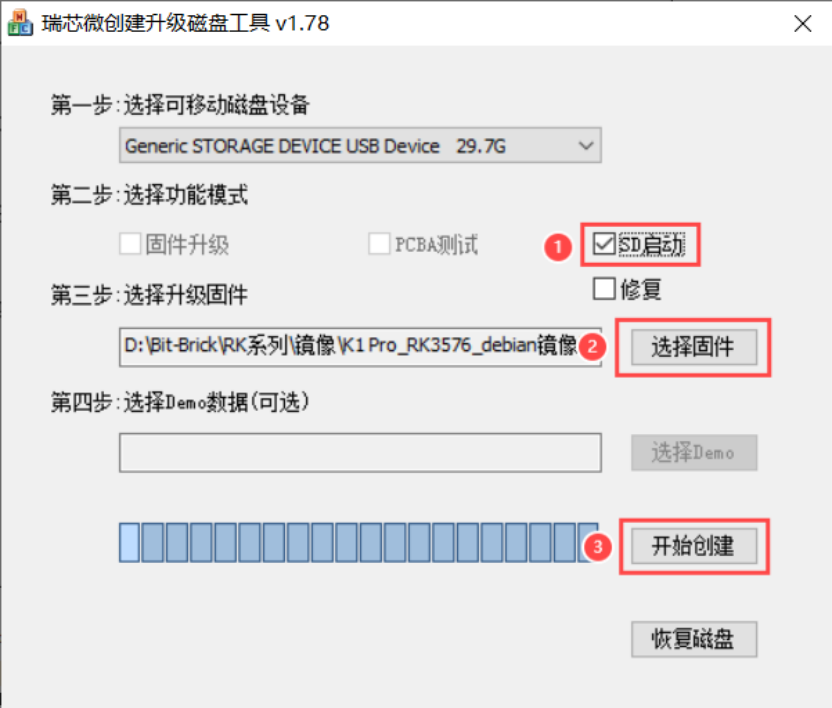 瑞芯微创建升级磁盘工具 v1.78
第一步:选择可移动磁盘设备
Generic STORAGE DEVICE USB Device 29.7G
第二步:选择功能模式
固件升级 PCBA测试 1 SD启动
修复
第三步:选择升级固件
D:\Bit-Brick\RK系列\镜像\K1 Pro_RK3576_debian镜像 2 选择固件
第四步:选择Demo数据(可选)
选择Demo
3 开始创建
恢复磁盘